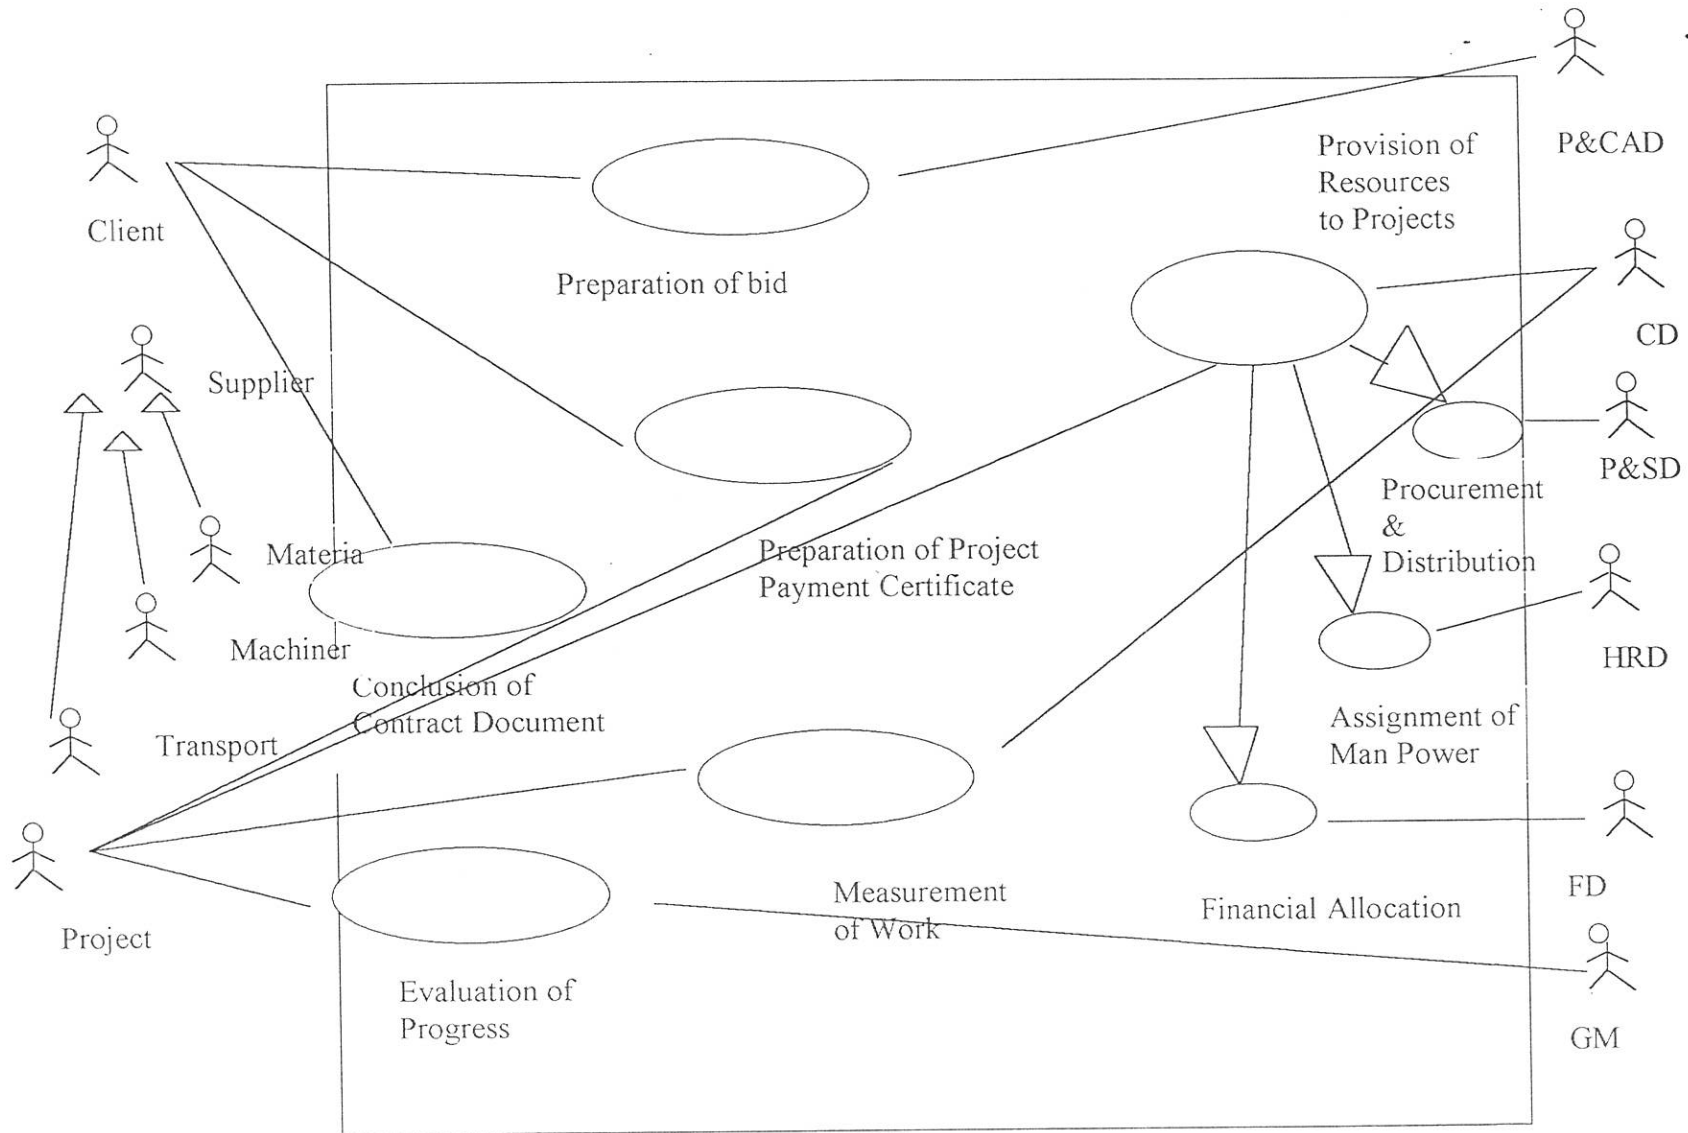 P&CAD
Provision of
Resources
to Projects
Client
Preparation of bid
CD
Supplier
P&SD
Procurement
&
Distribution
Materia
Preparation of Project
Payment Certificate
Machiner
HRD
Conclusion of
Contract Document
Assignment of
Man Power
Transport
Measurement
of Work
FD
Financial Allocation
Project
Evaluation of
Progress
GM